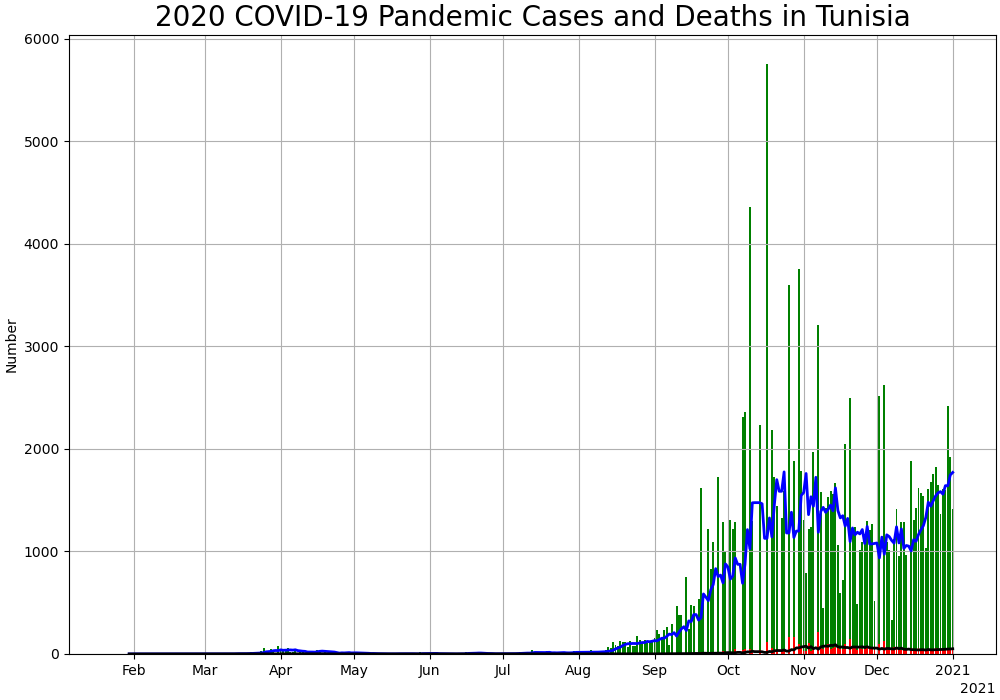 2020 COVID-19 Pandemic Cases and Deaths in Tunisia
6000
5000
4000
3000
2000
1000
0
Number
Feb Mar Apr May Jun Jul Aug Sep Oct Nov Dec 2021
2021